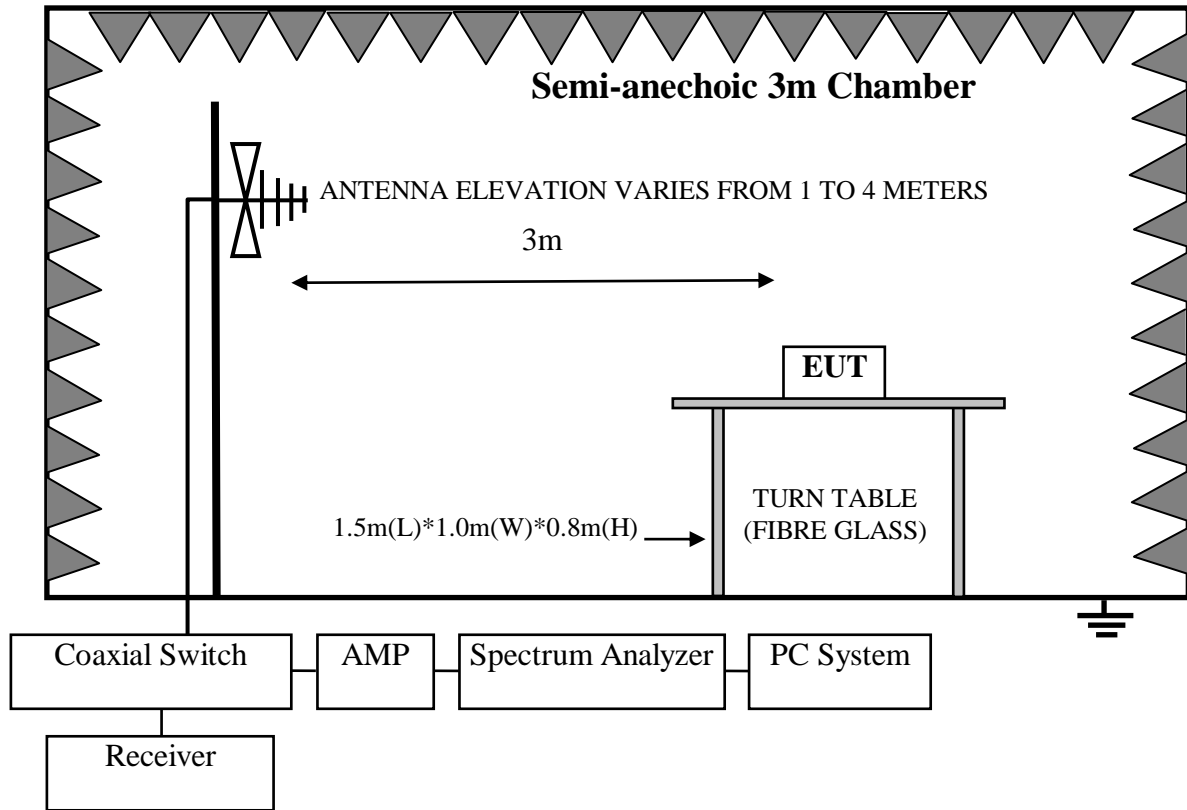 Semi-anechoic 3m Chamber
ANTENNA ELEVATION VARIES FROM 1 TO 4 METERS
3m
EUT
TURN TABLE
(FIBRE GLASS)
1.5m(L)*1.0m(W)*0.8m(H)
Coaxial Switch
AMP
Spectrum Analyzer
PC System
Receiver